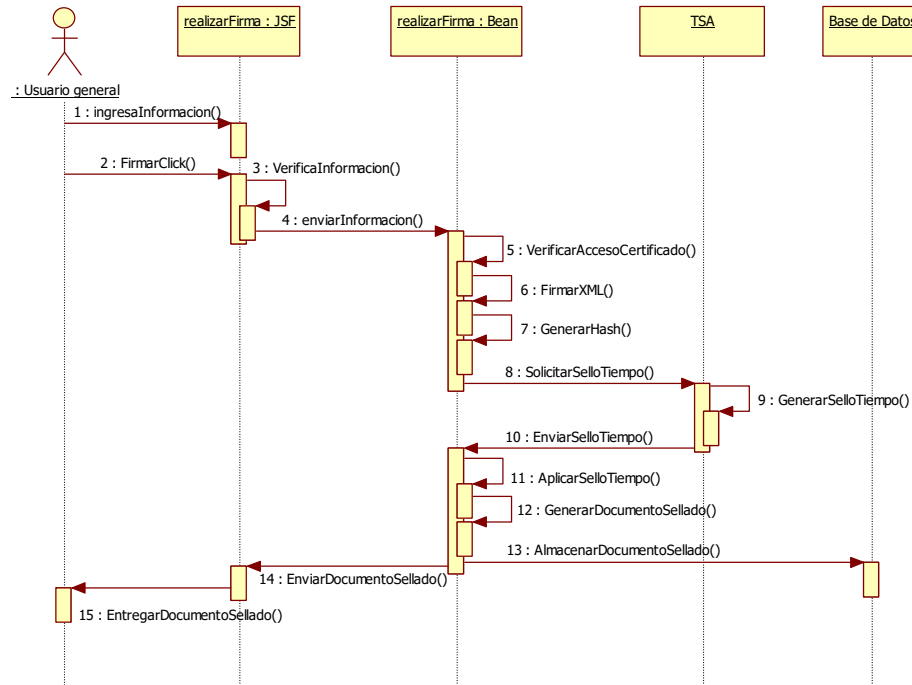 realizarFirma : JSF
realizarFirma : Bean
TSA
Base de Datos
: Usuario general
1 : ingresaInformacion()
2 : FirmarClick()
3 : VerificaInformacion()
4 : enviarInformacion()
5 : VerificarAccesoCertificado()
6 : FirmarXML()
7 : GenerarHash()
8 : SolicitarSelloTiempo()
9 : GenerarSelloTiempo()
10 : EnviarSelloTiempo()
11 : AplicarSelloTiempo()
12 : GenerarDocumentoSellado()
13 : AlmacenarDocumentoSellado()
14 : EnviarDocumentoSellado()
15 : EntregarDocumentoSellado()